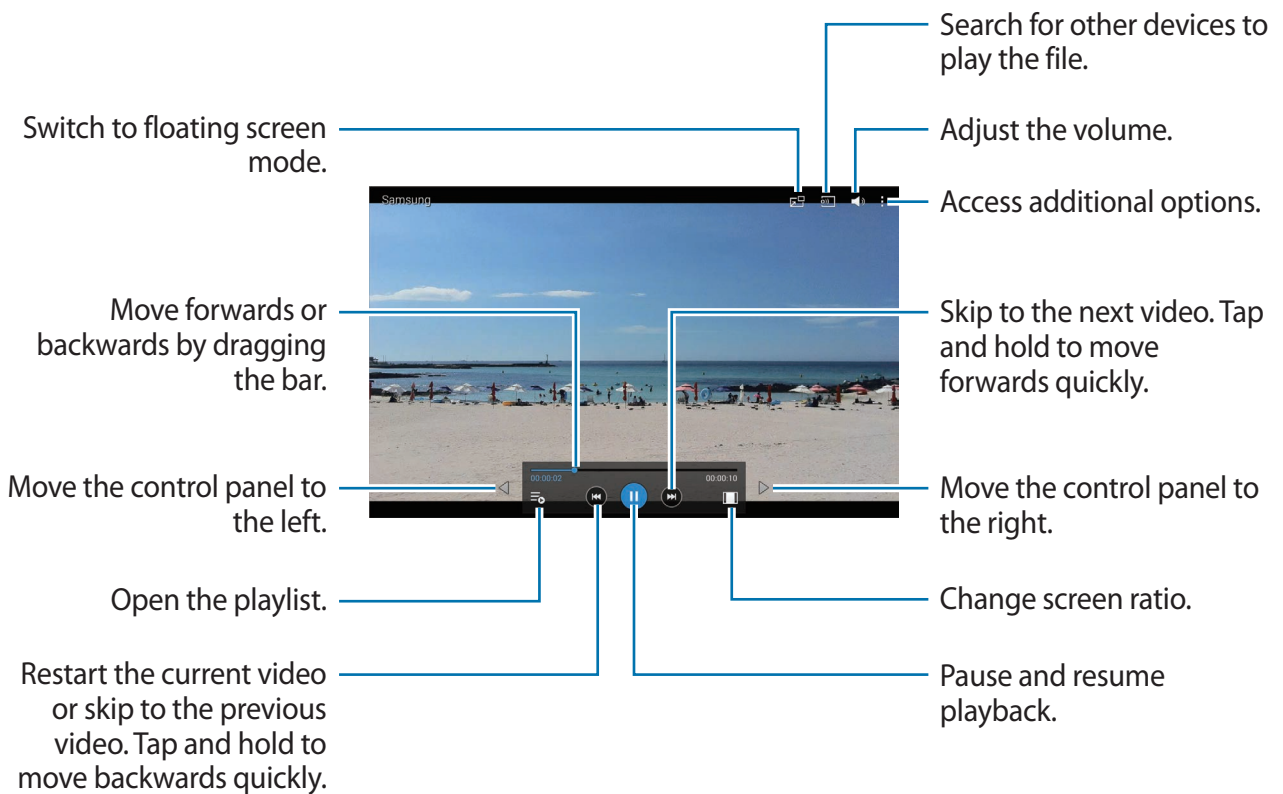 Search for other devices to
play the file.
Switch to floating screen
mode.
Adjust the volume.
Samsung
Access additional options.
Move forwards or
backwards by dragging
the bar.
Skip to the next video. Tap
and hold to move
forwards quickly.
00:00:02
00:00:10
Move the control panel to
the left.
Move the control panel to
the right.
Open the playlist.
Change screen ratio.
Restart the current video
or skip to the previous
video. Tap and hold to
move backwards quickly.
Pause and resume
playback.